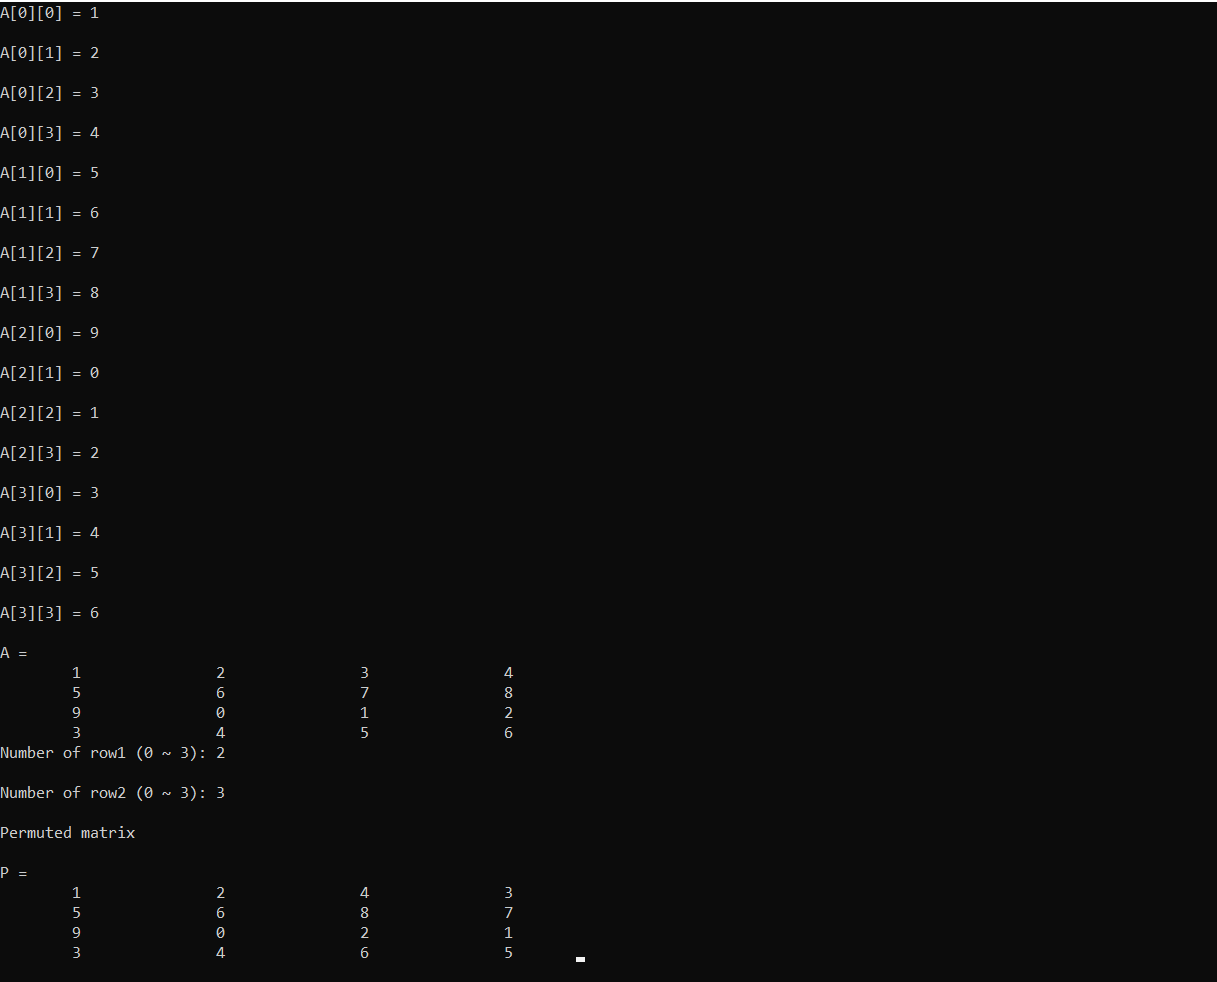 A[0][0] = 1
A[0][1] = 2
A[0][2] = 3
A[0][3] = 4
A[1][0] = 5
A[1][1] = 6
A[1][2] = 7
A[1][3] = 8
A[2][0] = 9
A[2][1] = 0
A[2][2] = 1
A[2][3] = 2
A[3][0] = 3
A[3][1] = 4
A[3][2] = 5
A[3][3] = 6
A =
1 2 3 4
5 6 7 8
9 0 1 2
3 4 5 6
Number of row1 (0 ~ 3): 2
Number of row2 (0 ~ 3): 3
Permuted matrix
P =
1 2 4 3
5 6 8 7
9 0 2 1
3 4 6 5